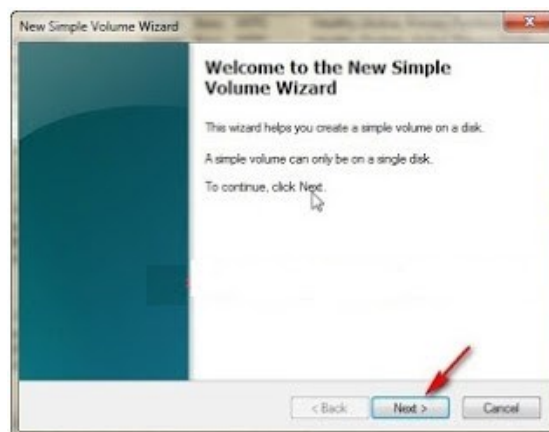 New Simple Volume Wizard
Welcome to the New Simple
Volume Wizard
This wizard helps you create a simple volume on a disk.
A simple volume can only be on a single disk.
To continue, click Next.
< Back
Next >
Cancel